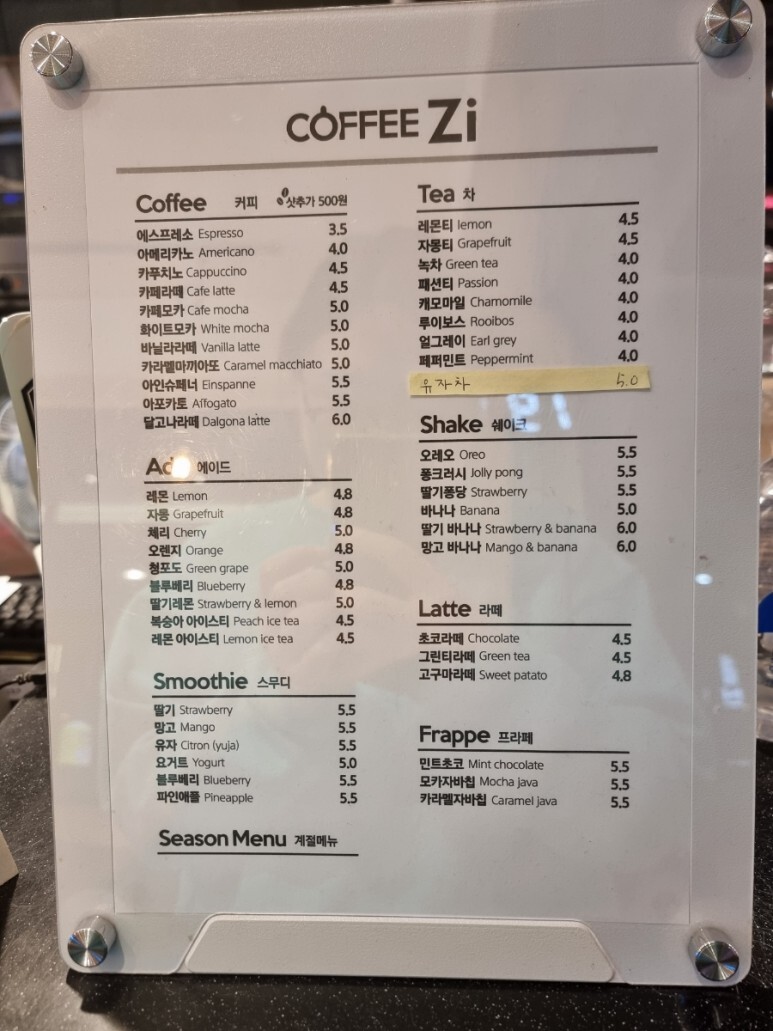 COFFEE Zi
Coffee 커피 샷추가 500원
에스프레소 Espresso 3.5
아메리카노 Americano 4.0
카푸치노 Cappuccino 4.5
카페라떼 Cafe latte 4.5
카페모카 Cafe mocha 5.0
화이트모카 White mocha 5.0
바닐라라떼 Vanilla latte 5.0
카라멜마끼아또 Caramel macchiato 5.0
아인슈페너 Einspanne 5.5
아포카토 Affogato 5.5
달고나라떼 Dalgona latte 6.0
Ade 에이드
레몬 Lemon 4.8
자몽 Grapefruit 4.8
체리 Cherry 5.0
오렌지 Orange 4.8
청포도 Green grape 5.0
블루베리 Blueberry 4.8
딸기레몬 Strawberry & lemon 5.0
복숭아 아이스티 Peach ice tea 4.5
레몬 아이스티 Lemon ice tea 4.5
Smoothie 스무디
딸기 Strawberry 5.5
망고 Mango 5.5
유자 Citron (yuja) 5.5
요거트 Yogurt 5.0
블루베리 Blueberry 5.5
파인애플 Pineapple 5.5
Season Menu 계절메뉴
Tea 차
레몬티 lemon 4.5
자몽티 Grapefruit 4.5
녹차 Green tea 4.0
패션티 Passion 4.0
캐모마일 Chamomile 4.0
루이보스 Rooibos 4.0
얼그레이 Earl grey 4.0
페퍼민트 Peppermint 4.0
유자차 5.0
Shake 쉐이크
오레오 Oreo 5.5
퐁크러시 Jolly pong 5.5
딸기퐁당 Strawberry 5.5
바나나 Banana 5.0
딸기 바나나 Strawberry & banana 6.0
망고 바나나 Mango & banana 6.0
Latte 라떼
초코라떼 Chocolate 4.5
그린티라떼 Green tea 4.5
고구마라떼 Sweet patato 4.8
Frappe 프라페
민트초코 Mint chocolate 5.5
모카자바칩 Mocha java 5.5
카라멜자바칩 Caramel java 5.5